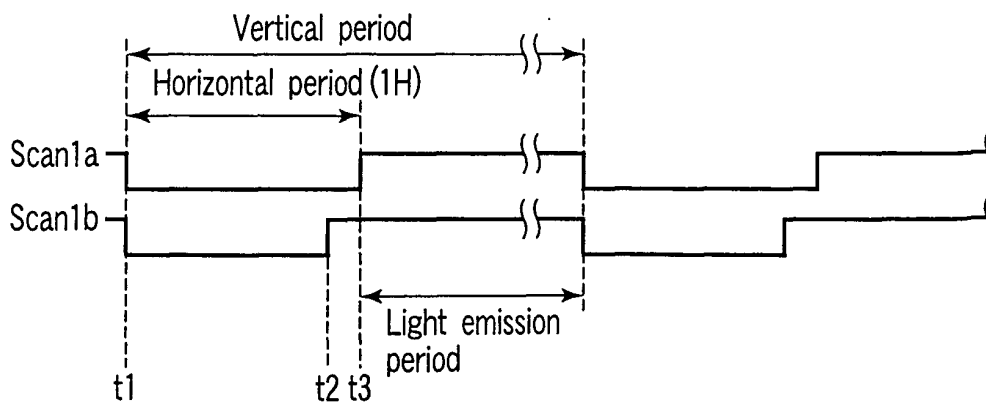 Vertical period
Horizontal period (1H)
Scan1a
Scan1b
Light emission
period
t1
t2
t3